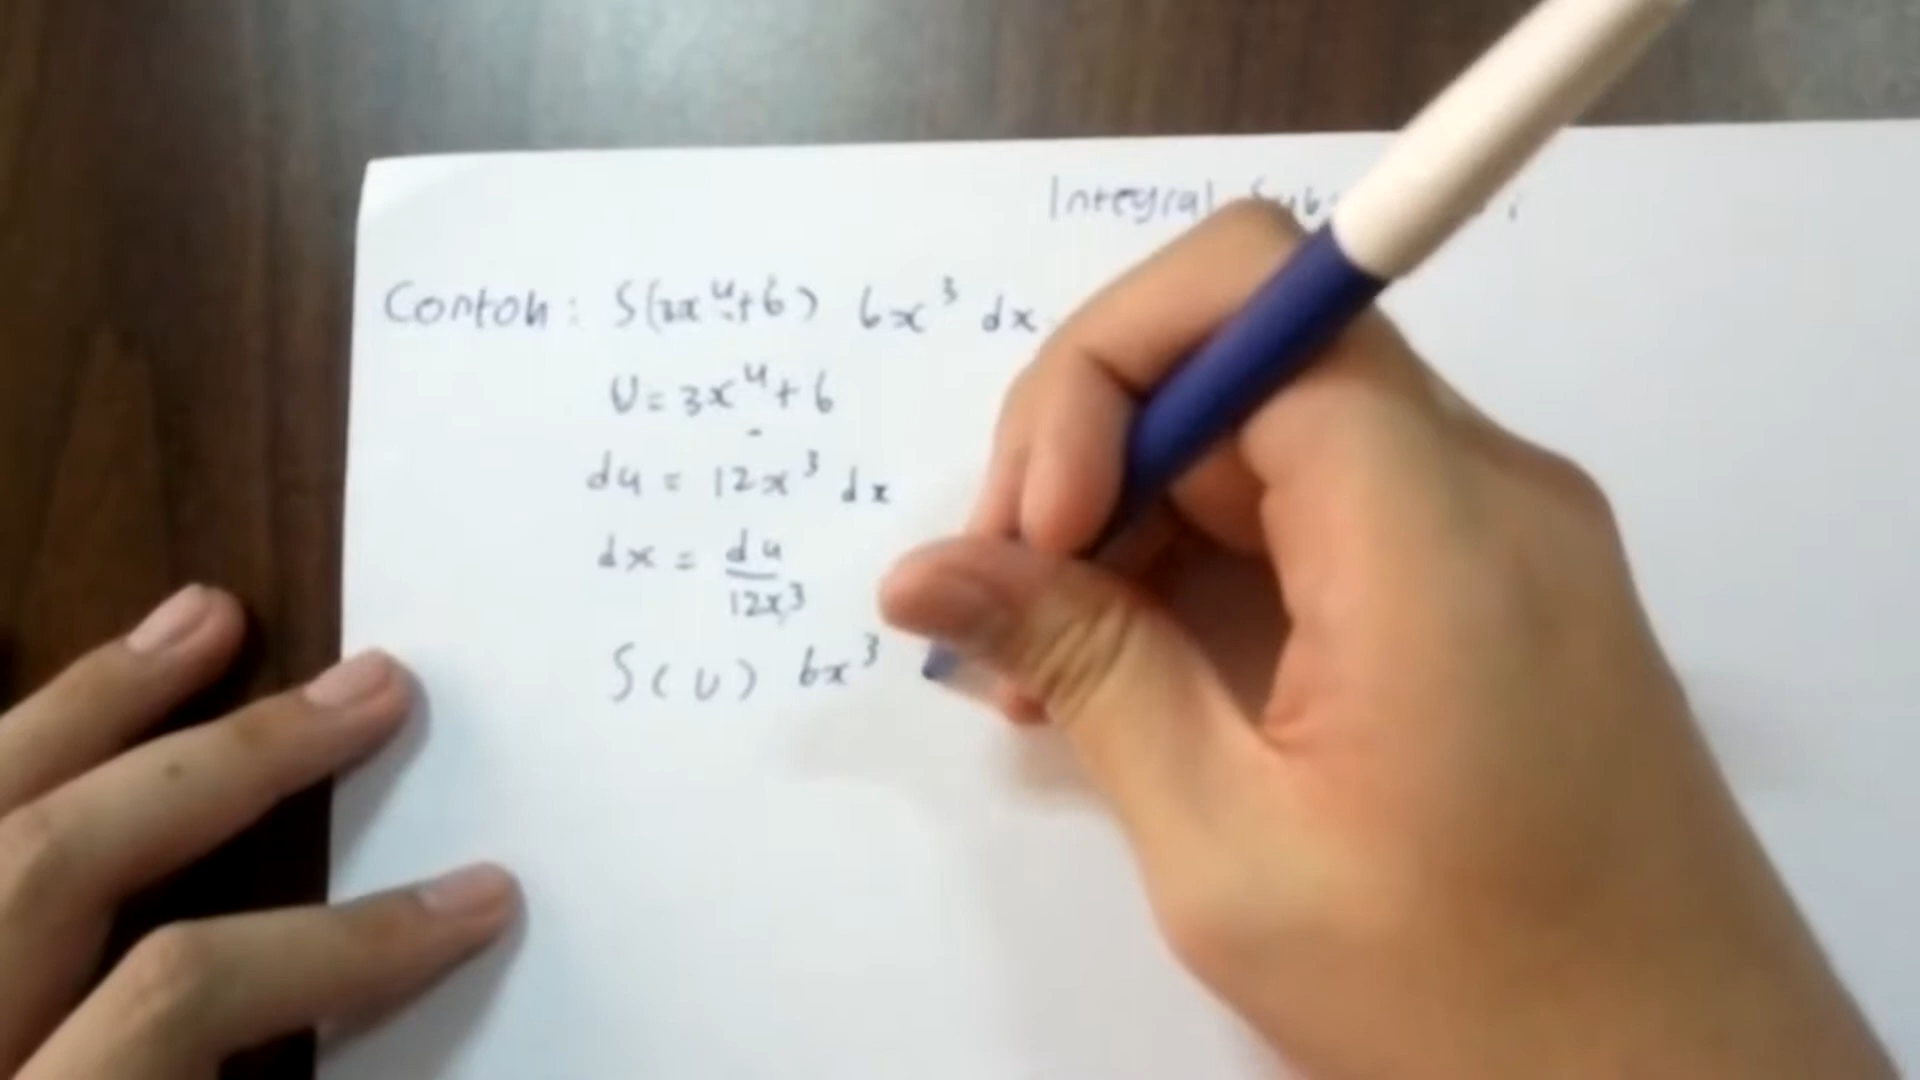 Integral
Contoh : ∫(3x⁴+6) 6x³ dx
U = 3x⁴ + 6
du = 12x³ dx
dx = du
12x³
∫(U) 6x³